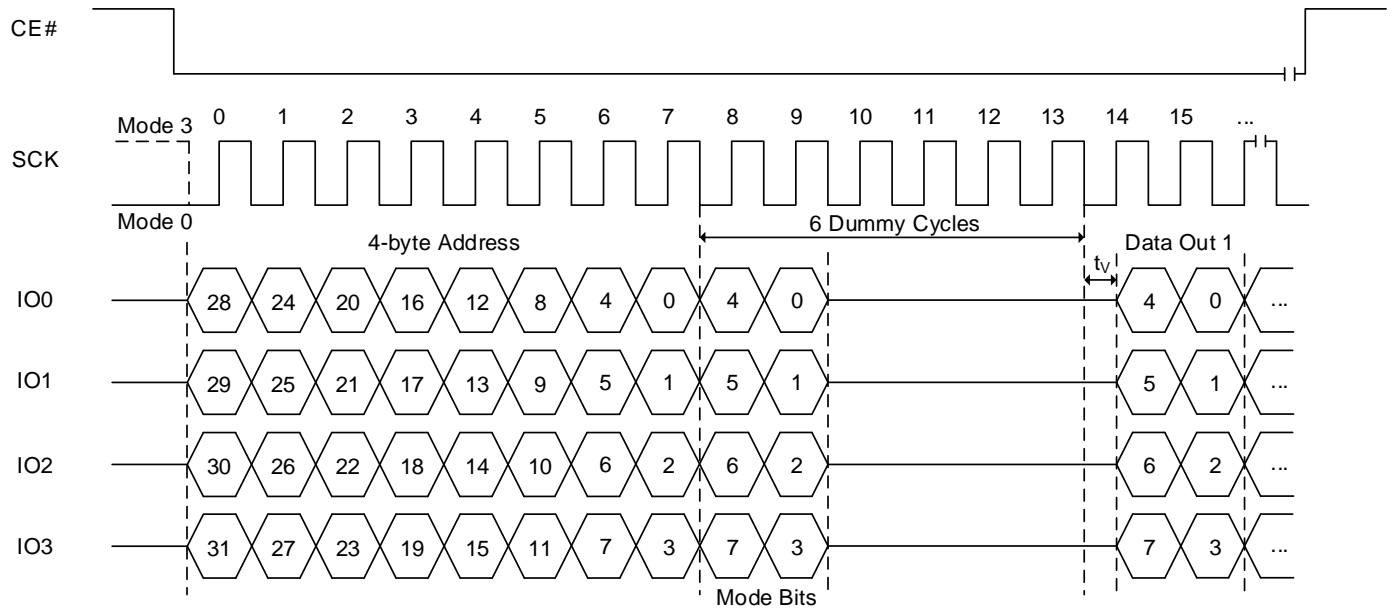 CE#
0 1 2 3 4 5 6 7 8 9 10 11 12 13 14 15 ...
Mode 3
SCK
Mode 0
6 Dummy Cycles
4-byte Address Data Out 1
tV
IO0 28 24 20 16 12 8 4 0 4 0 4 0 ...
IO1 29 25 21 17 13 9 5 1 5 1 5 1 ...
IO2 30 26 22 18 14 10 6 2 6 2 6 2 ...
IO3 31 27 23 19 15 11 7 3 7 3 7 3 ...
Mode Bits